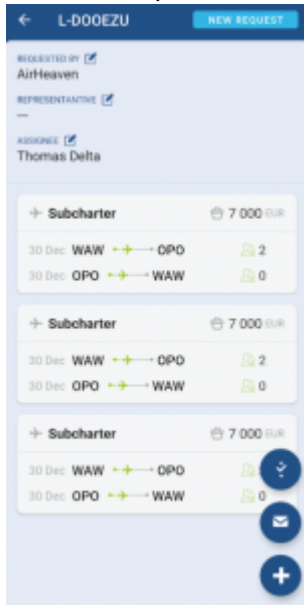 L-DOOEZU NEW REQUEST
REQUESTED BY
AirHeaven
REPRESENTANTIVE
—
ASSIGNEE
Thomas Delta
Subcharter 7 000 EUR
30 Dec WAW OPO 2
30 Dec OPO WAW 0
Subcharter 7 000 EUR
30 Dec WAW OPO 2
30 Dec OPO WAW 0
Subcharter 7 000 EUR
30 Dec WAW OPO
30 Dec OPO WAW 0